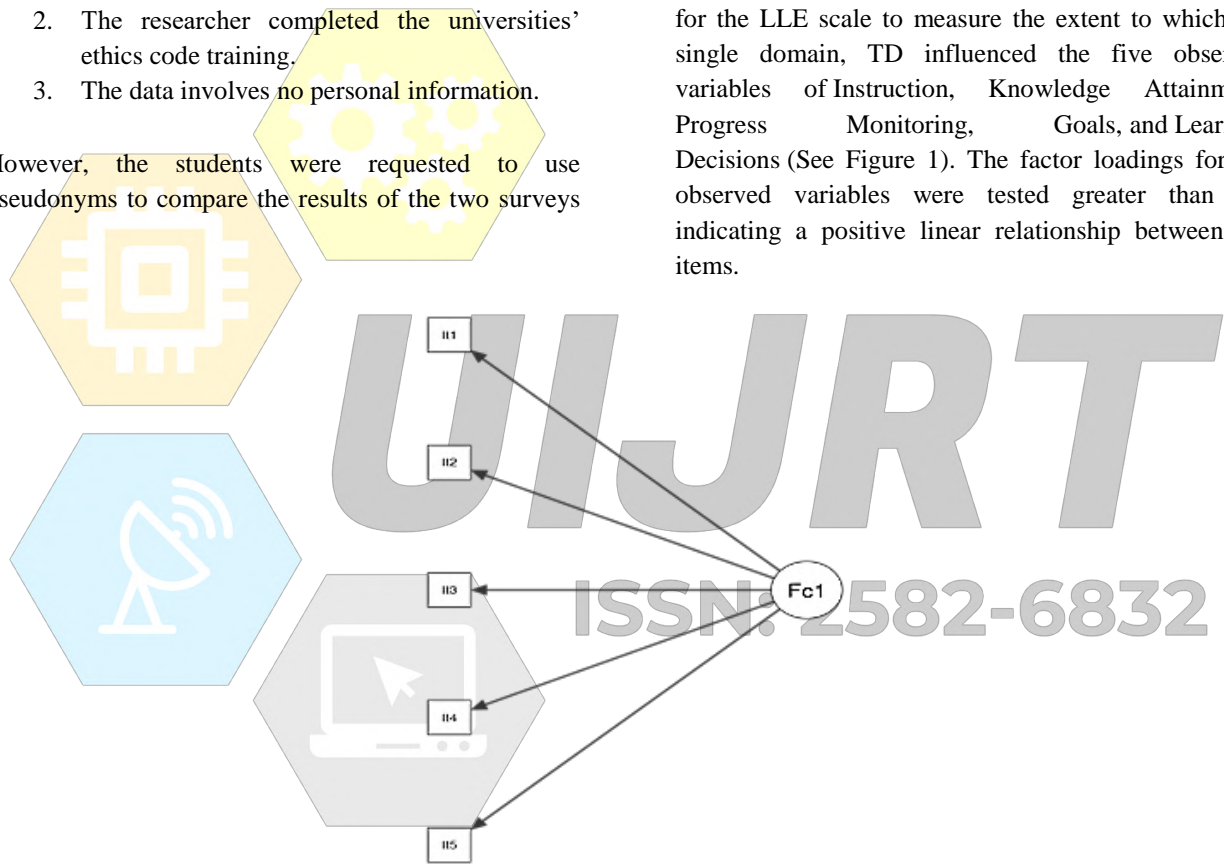 2. The researcher completed the universities’
ethics code training.
3. The data involves no personal information.
owever, the students were requested to use
seudonyms to compare the results of the two surveys
for the LLE scale to measure the extent to which
single domain, TD influenced the five obser
variables of Instruction, Knowledge Attainm
Progress Monitoring, Goals, and Lear
Decisions (See Figure 1). The factor loadings for
observed variables were tested greater than
indicating a positive linear relationship between
items.
UIJRT
ISSN: 2582-6832
Fc1